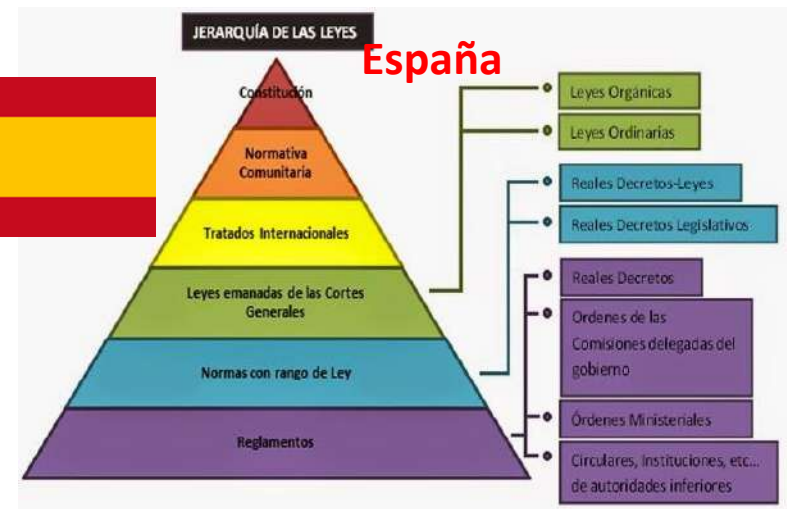 JERARQUÍA DE LAS LEYES
España
Constitución
Normativa
Comunitaria
Tratados Internacionales
Leyes emanadas de las Cortes
Generales
Normas con rango de Ley
Reglamentos
Leyes Orgánicas
Leyes Ordinarias
Reales Decretos-Leyes
Reales Decretos Legislativos
Reales Decretos
Ordenes de las
Comisiones delegadas del
gobierno
Órdenes Ministeriales
Circulares, Instituciones, etc...
de autoridades inferiores